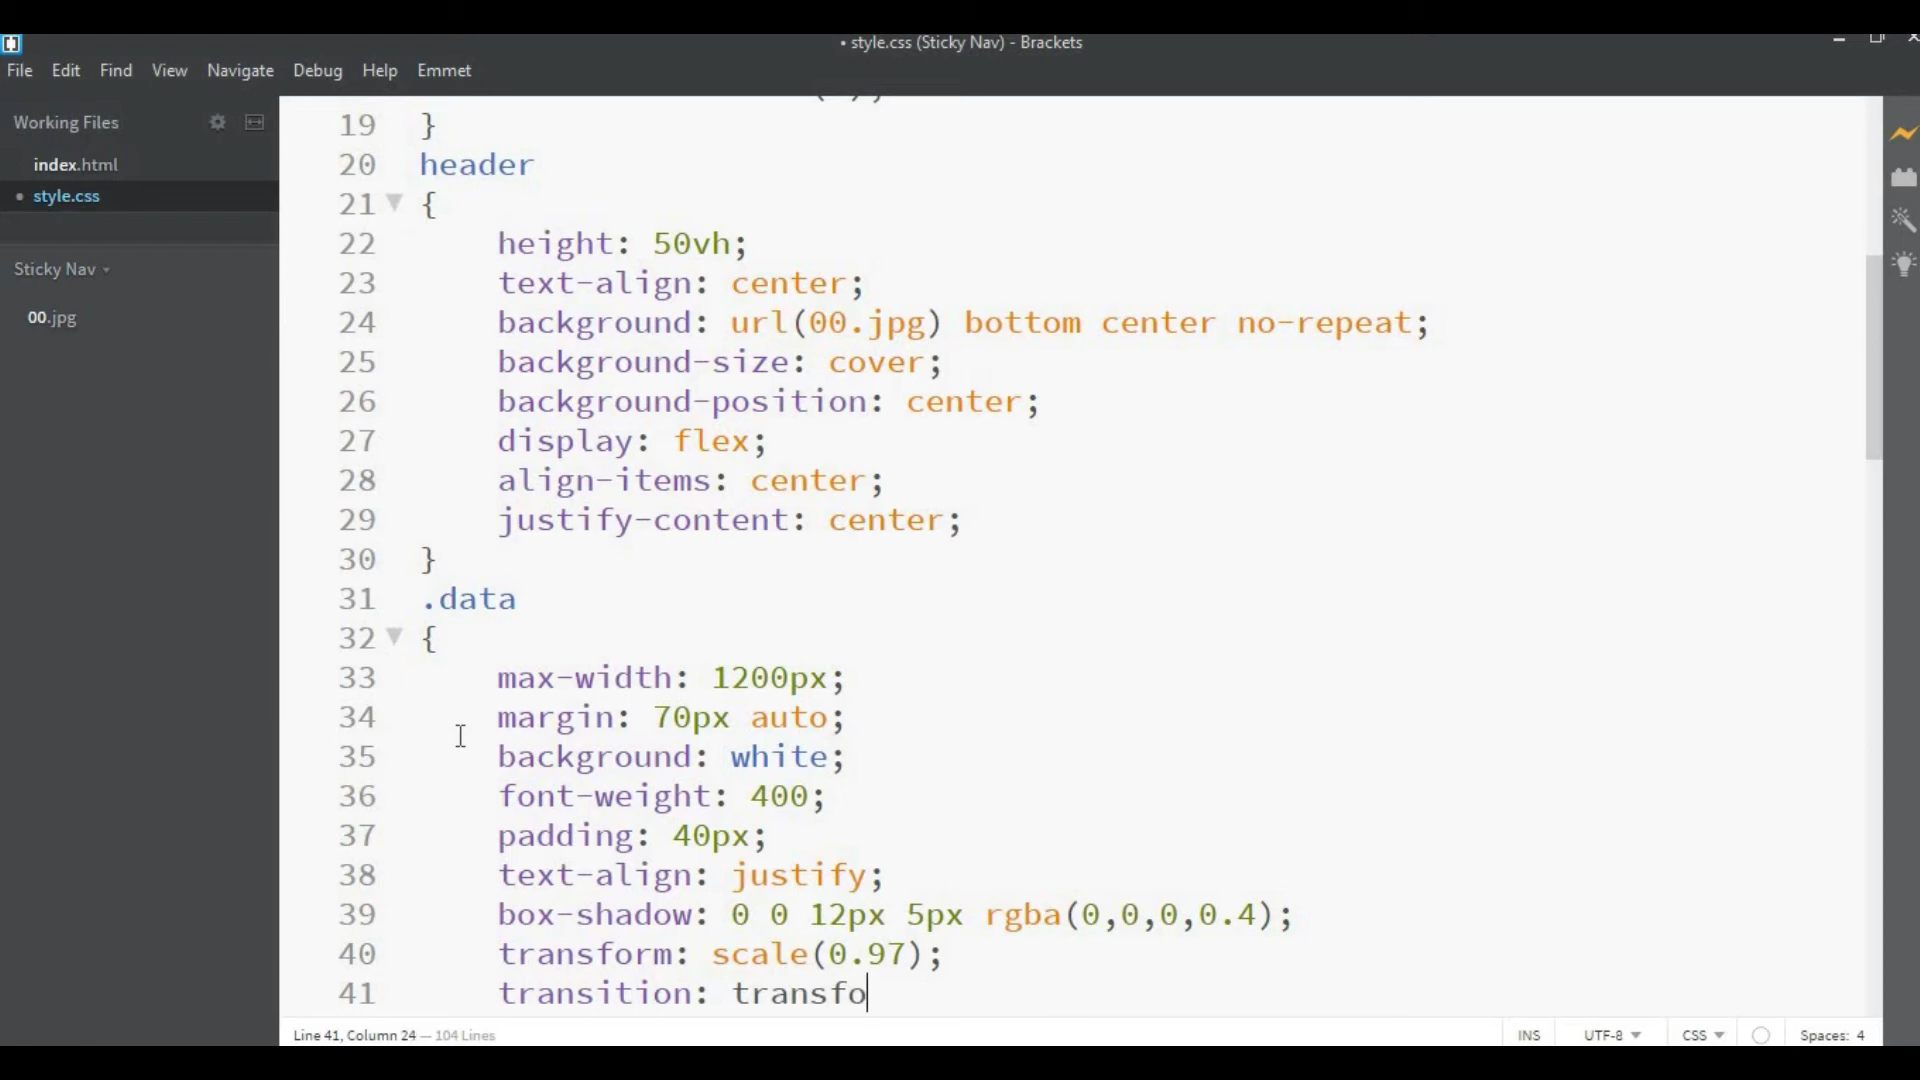 • style.css (Sticky Nav) - Brackets
File Edit Find View Navigate Debug Help Emmet
Working Files
index.html
• style.css
Sticky Nav
00.jpg
19 }
20 header
21 {
22 height: 50vh;
23 text-align: center;
24 background: url(00.jpg) bottom center no-repeat;
25 background-size: cover;
26 background-position: center;
27 display: flex;
28 align-items: center;
29 justify-content: center;
30 }
31 .data
32 {
33 max-width: 1200px;
34 margin: 70px auto;
35 background: white;
36 font-weight: 400;
37 padding: 40px;
38 text-align: justify;
39 box-shadow: 0 0 12px 5px rgba(0,0,0,0.4);
40 transform: scale(0.97);
41 transition: transfo
Line 41, Column 24 — 104 Lines
INS UTF-8 CSS Spaces: 4